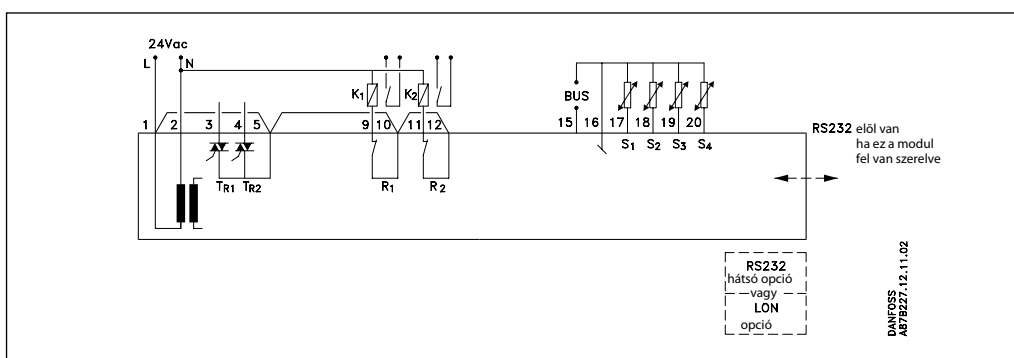 24Vac
L N
K1 K2
BUS
1 2 3 4 5 9 10 11 12 15 16 17 18 19 20
S1 S2 S3 S4
TR1 TR2 R1 R2
RS232 elől van
ha ez a modul
fel van szerelve
RS232
hátsó opció
vagy
LON
opció
DANFOSS
A87B227.12.11.02